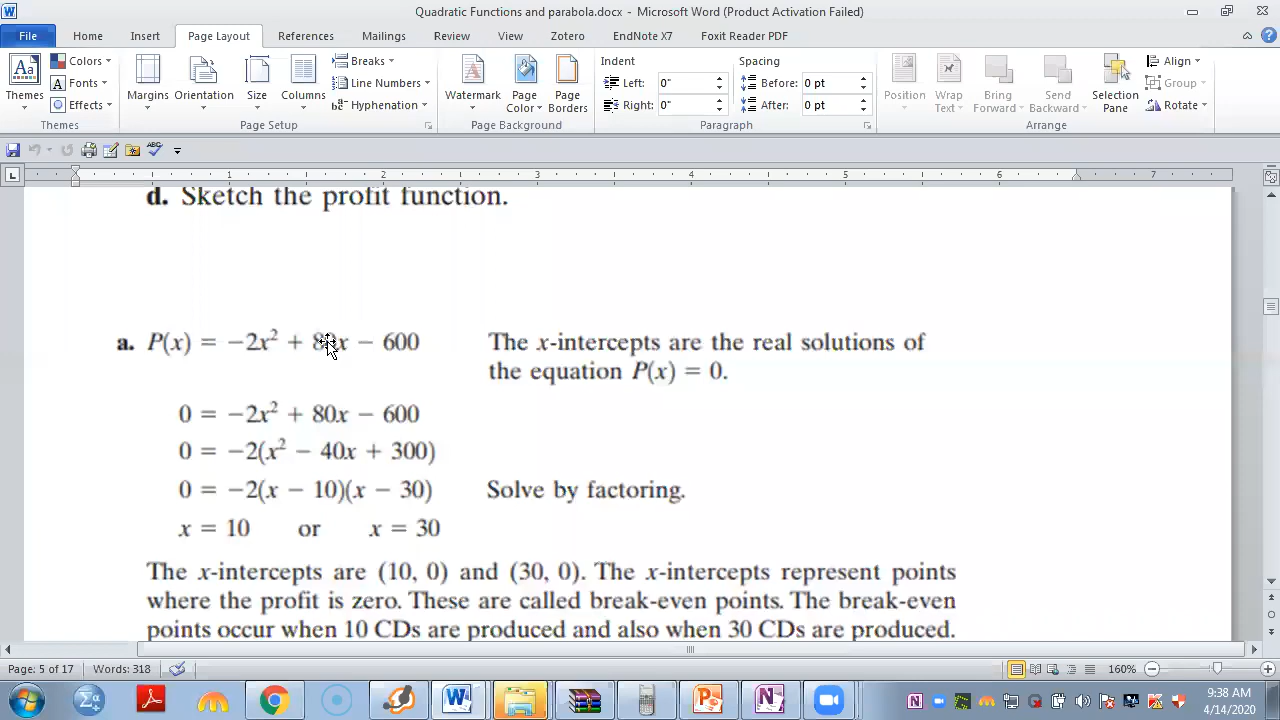 Quadratic Functions and parabola.docx - Microsoft Word (Product Activation Failed)
File Home Insert Page Layout References Mailings Review View Zotero EndNote X7 Foxit Reader PDF
Themes Colors Fonts Effects Margins Orientation Size Columns Breaks Line Numbers Hyphenation Watermark Page Color Page Borders Indent Left: 0" Right: 0" Spacing Before: 0 pt After: 0 pt Position Wrap Text Bring Forward Send Backward Selection Pane Align Group Rotate
Themes Page Setup Page Background Paragraph Arrange
1 2 3 4 5 6 7
d. Sketch the profit function.
a. P(x) = −2x² + 80x − 600 The x-intercepts are the real solutions of
the equation P(x) = 0.
0 = −2x² + 80x − 600
0 = −2(x² − 40x + 300)
0 = −2(x − 10)(x − 30) Solve by factoring.
x = 10 or x = 30
The x-intercepts are (10, 0) and (30, 0). The x-intercepts represent points
where the profit is zero. These are called break-even points. The break-even
points occur when 10 CDs are produced and also when 30 CDs are produced.
Page: 5 of 17 Words: 318 160%
9:38 AM
4/14/2020